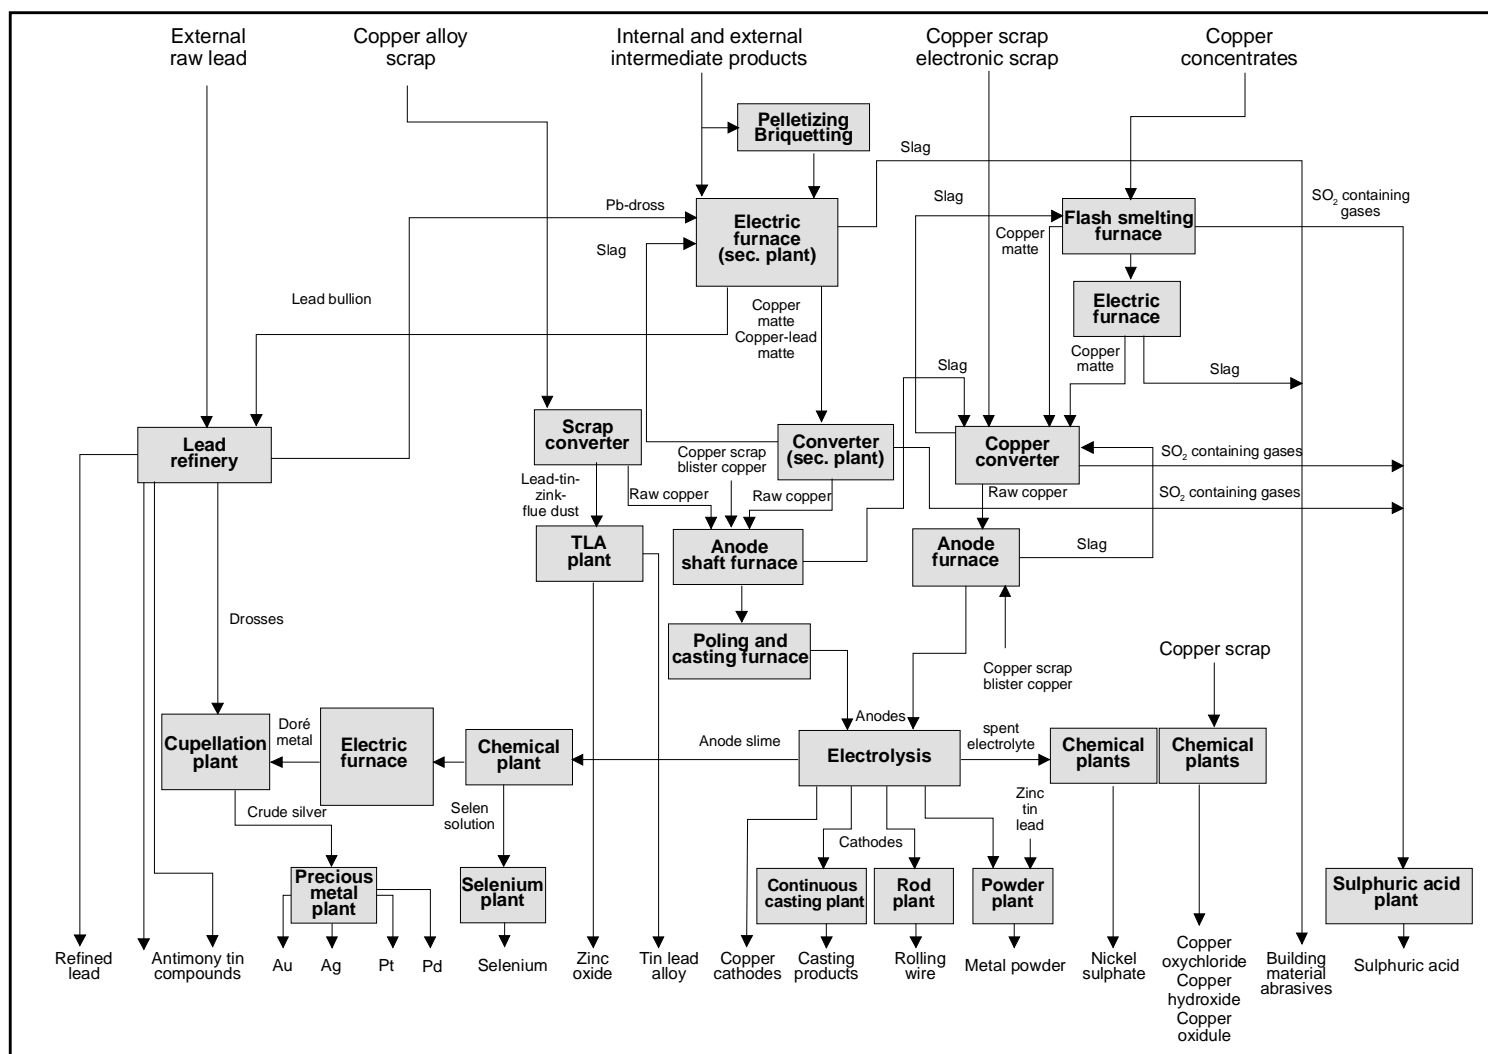 External
raw lead
Copper alloy
scrap
Internal and external
intermediate products
Copper scrap
electronic scrap
Copper
concentrates
Pelletizing
Briquetting
Slag
Pb-dross
Slag
Electric
furnace
(sec. plant)
Slag
Flash smelting
furnace
SO2 containing
gases
Copper
matte
Lead bullion
Copper
matte
Copper-lead
matte
Electric
furnace
Copper
matte
Slag
Slag
Lead
refinery
Scrap
converter
Copper scrap
blister copper
Converter
(sec. plant)
Copper
converter
SO2 containing gases
Lead-tin-
zink-
flue dust
Raw copper
Raw copper
Raw copper
SO2 containing gases
TLA
plant
Anode
shaft furnace
Anode
furnace
Slag
Drosses
Poling and
casting furnace
Copper scrap
blister copper
Copper scrap
Cupellation
plant
Doré
metal
Electric
furnace
Chemical
plant
Anode slime
Anodes
Electrolysis
spent
electrolyte
Chemical
plants
Chemical
plants
Crude silver
Selen
solution
Cathodes
Zinc
tin
lead
Precious
metal
plant
Selenium
plant
Continuous
casting plant
Rod
plant
Powder
plant
Sulphuric acid
plant
Refined
lead
Antimony tin
compounds
Au
Ag
Pt
Pd
Selenium
Zinc
oxide
Tin lead
alloy
Copper
cathodes
Casting
products
Rolling
wire
Metal powder
Nickel
sulphate
Copper
oxychloride
Copper
hydroxide
Copper
oxidule
Building
material
abrasives
Sulphuric acid